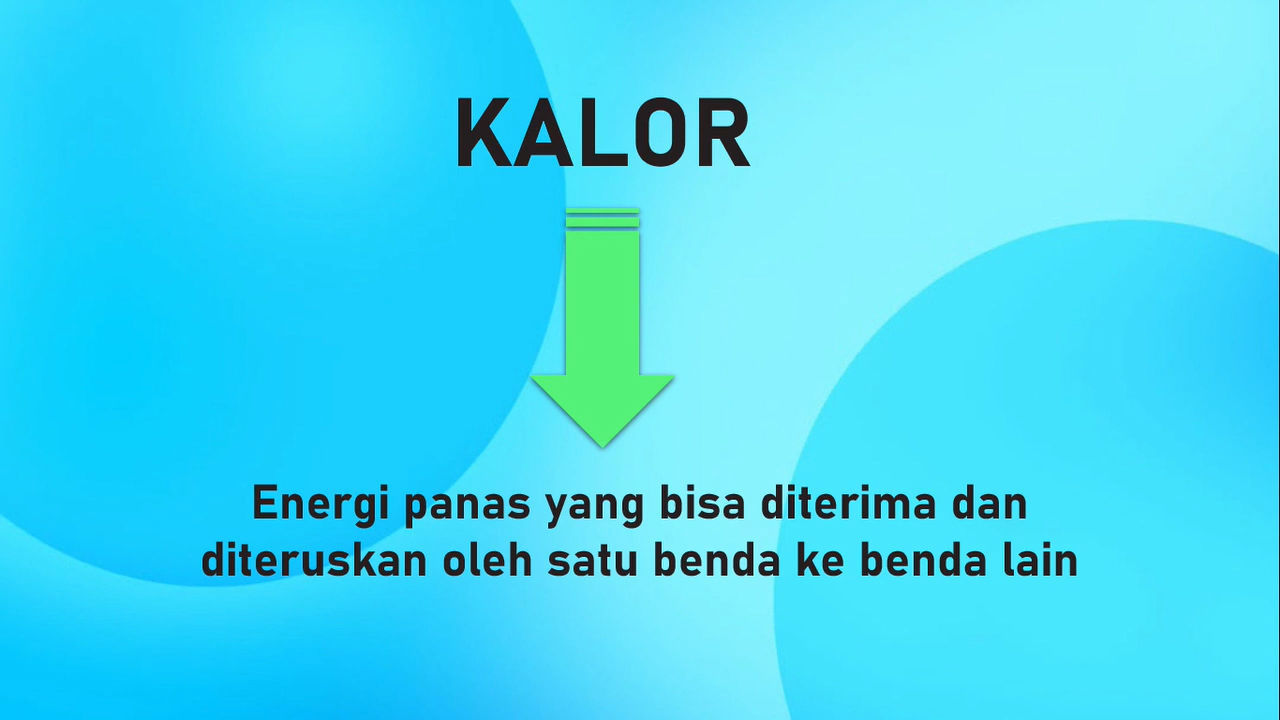 KALOR
Energi panas yang bisa diterima dan
diteruskan oleh satu benda ke benda lain